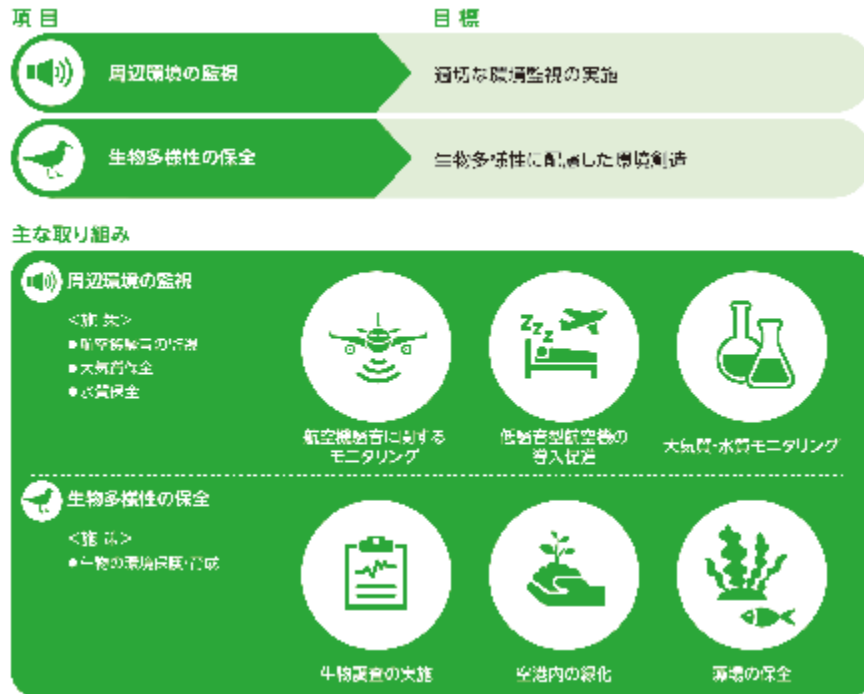 項目
目標
周辺環境の監視
適切な環境監視の実施
生物多様性の保全
生物多様性に配慮した環境創造
主な取り組み
周辺環境の監視
<施策>
●航空機騒音の監視
●大気質保全
●水質保全
航空機騒音に関する
モニタリング
zzz
低騒音型航空機の
導入促進
大気質・水質モニタリング
生物多様性の保全
<施策>
●生物の環境保護・育成
生物調査の実施
空港内の緑化
藻場の保全